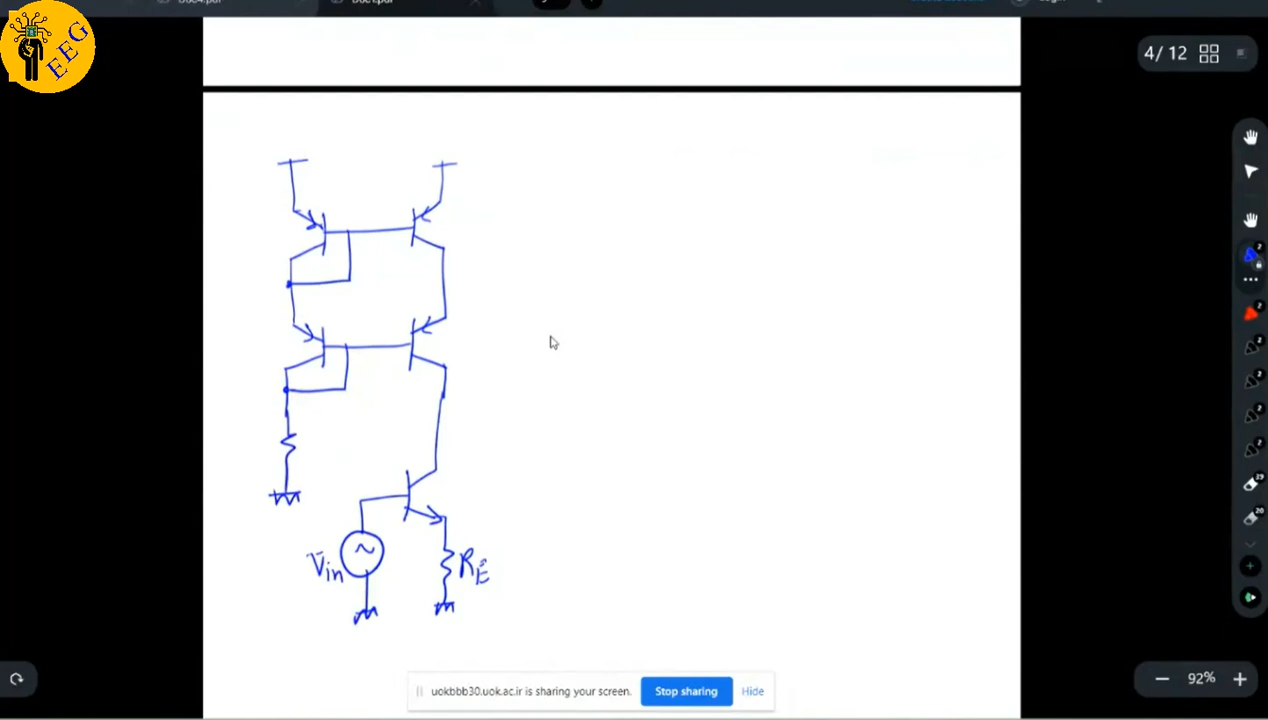 EEG
4/ 12
Vin
RE
uokbbb30.uok.ac.ir is sharing your screen.
Stop sharing
Hide
92%